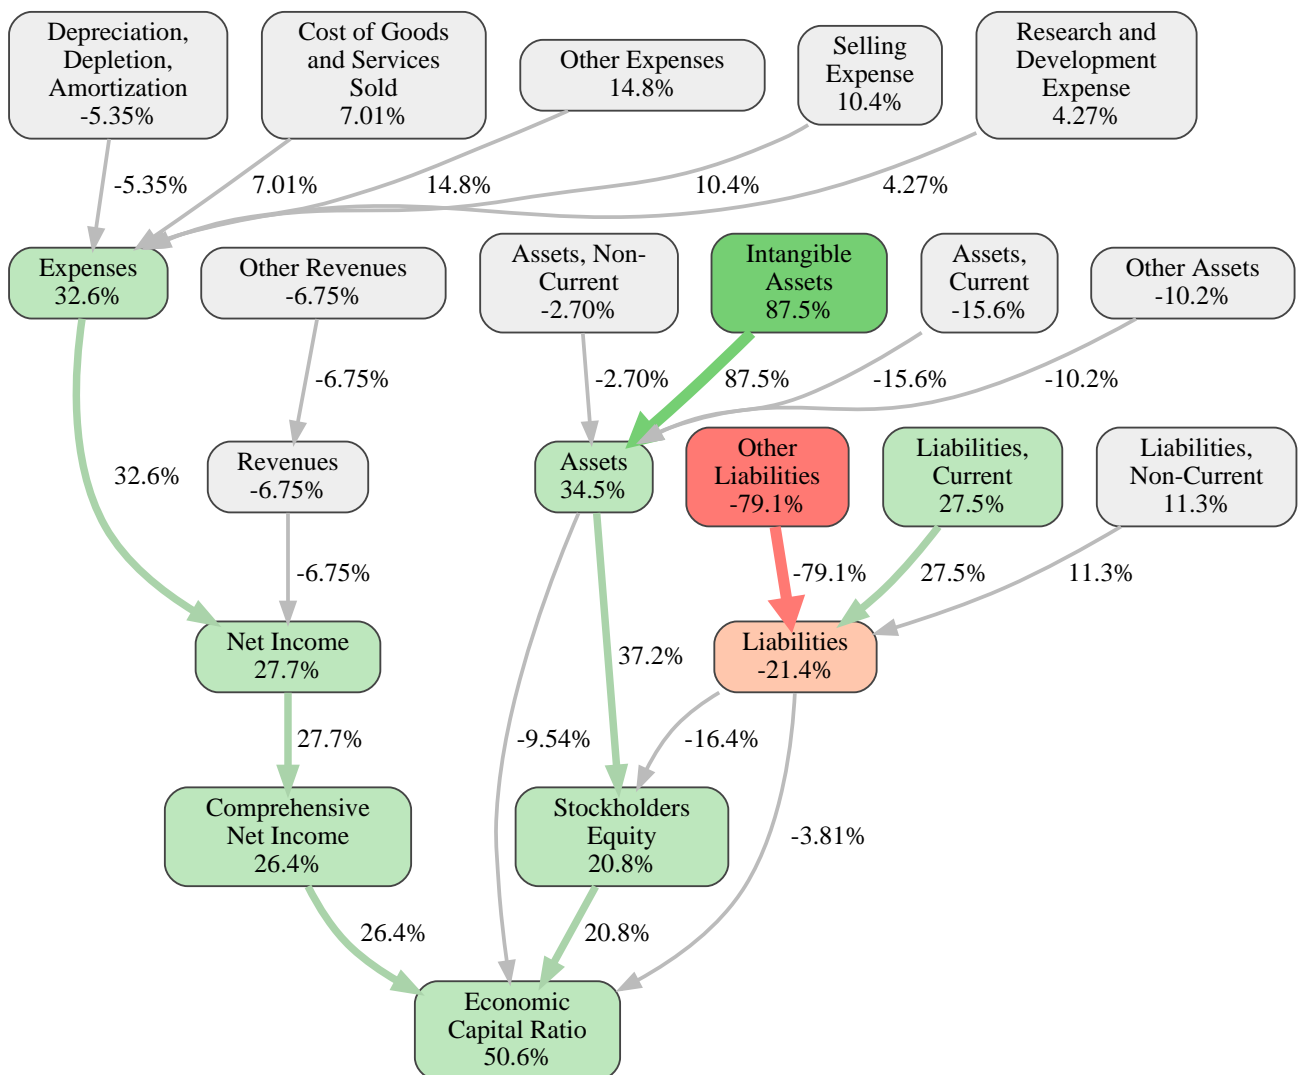 Depreciation,
Depletion,
Amortization
-5.35%
Cost of Goods
and Services
Sold
7.01%
Other Expenses
14.8%
Selling
Expense
10.4%
Research and
Development
Expense
4.27%
-5.35%
7.01%
14.8%
10.4%
4.27%
Expenses
32.6%
Other Revenues
-6.75%
Assets, Non-
Current
-2.70%
Intangible
Assets
87.5%
Assets,
Current
-15.6%
Other Assets
-10.2%
-6.75%
-2.70%
87.5%
-15.6%
-10.2%
32.6%
Revenues
-6.75%
Assets
34.5%
Other
Liabilities
-79.1%
Liabilities,
Current
27.5%
Liabilities,
Non-Current
11.3%
-6.75%
-79.1%
27.5%
11.3%
Net Income
27.7%
37.2%
Liabilities
-21.4%
27.7%
-9.54%
-16.4%
Comprehensive
Net Income
26.4%
Stockholders
Equity
20.8%
-3.81%
26.4%
20.8%
Economic
Capital Ratio
50.6%